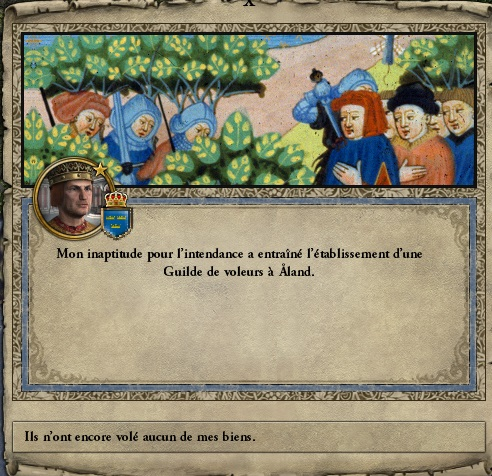 Mon inaptitude pour l'intendance a entraîné l'établissement d'une
Guilde de voleurs à Åland.
Ils n'ont encore volé aucun de mes biens.